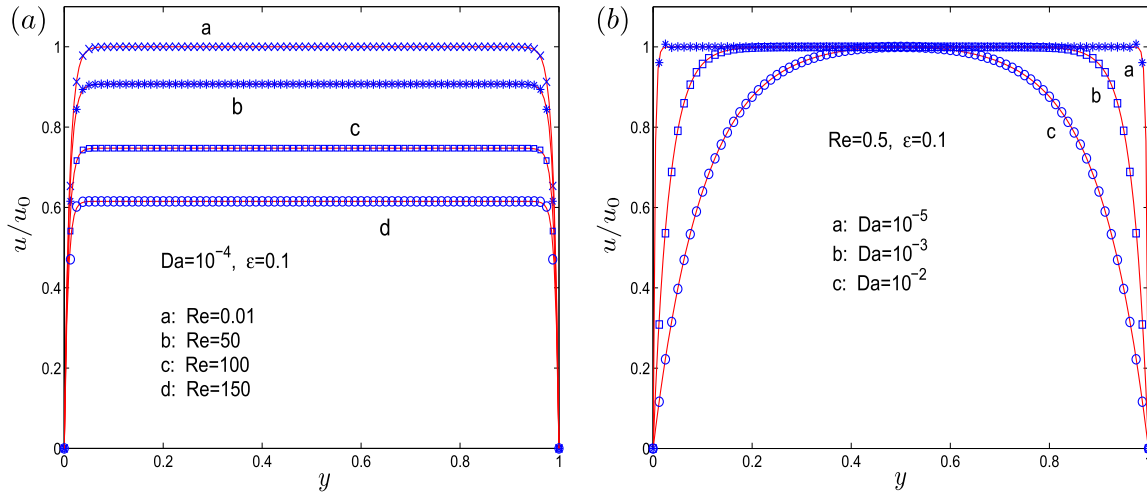 (a)
u/u₀
1
0.8
0.6
0.4
0.2
0
0 0.2 0.4 0.6 0.8 1
y
a
b
c
d
Da=10⁻⁴, ε=0.1
a: Re=0.01
b: Re=50
c: Re=100
d: Re=150
(b)
u/u₀
1
0.8
0.6
0.4
0.2
0
0 0.2 0.4 0.6 0.8 1
y
a
b
c
Re=0.5, ε=0.1
a: Da=10⁻⁵
b: Da=10⁻³
c: Da=10⁻²